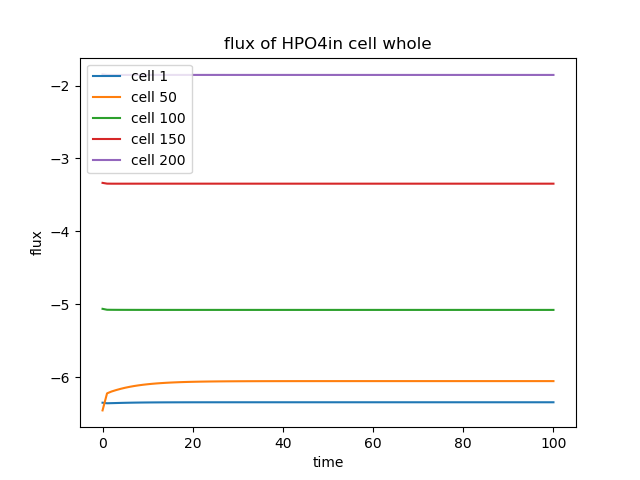 flux of HPO4in cell whole
cell 1
cell 50
cell 100
cell 150
cell 200
−2
−3
−4
−5
−6
flux
0 20 40 60 80 100
time